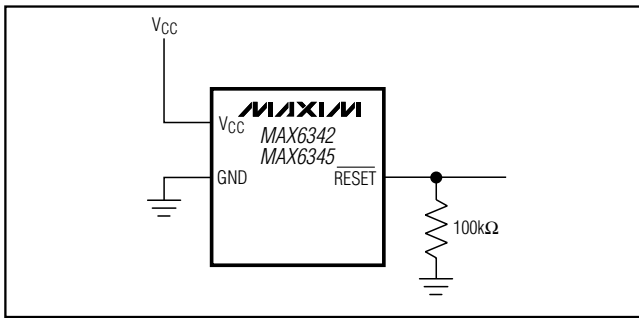 VCC
MAXIM
VCC
MAX6342
MAX6345
GND
RESET
100kΩ